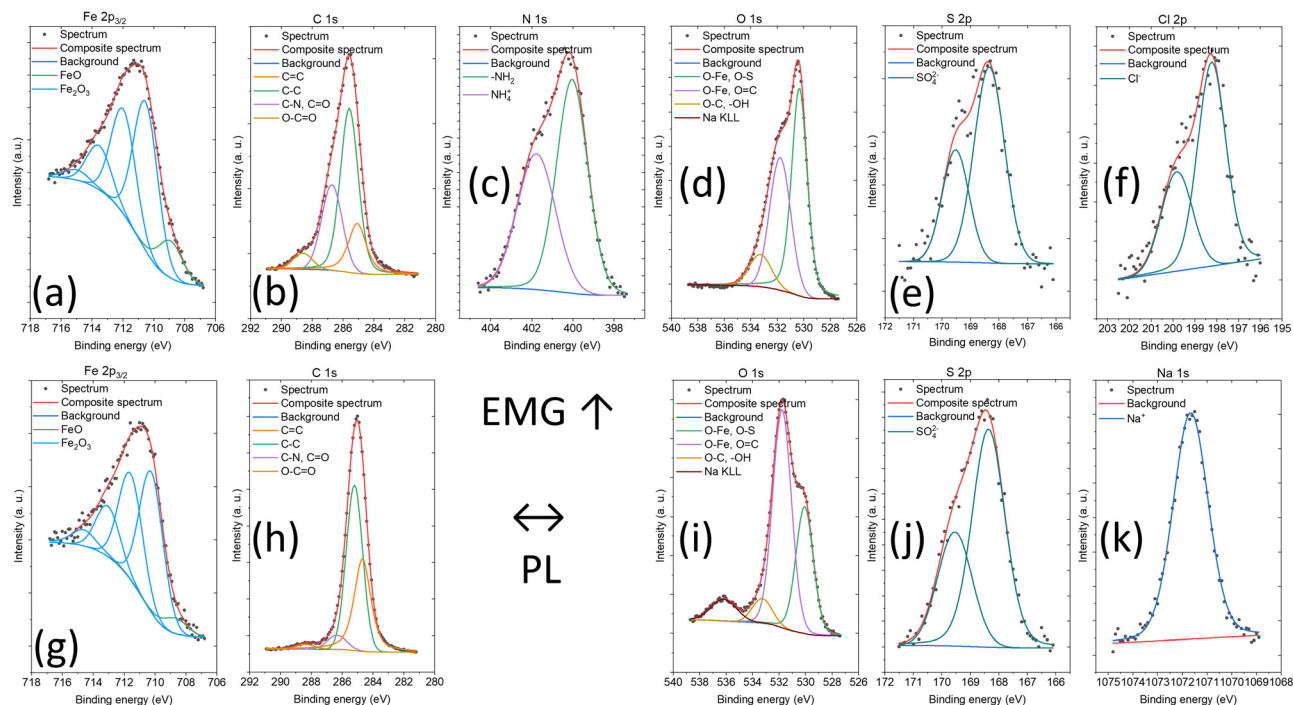 Fe 2p3/2
Spectrum
Composite spectrum
Background
FeO
Fe2O3
Intensity (a. u.)
(a)
718 716 714 712 710 708 706
Binding energy (eV)
C 1s
Spectrum
Composite spectrum
Background
C=C
C-C
C-N, C=O
O-C=O
Intensity (a. u.)
(b)
292 290 288 286 284 282 280
Binding energy (eV)
N 1s
Spectrum
Composite spectrum
Background
-NH2
NH4+
Intensity (a. u.)
(c)
404 402 400 398
Binding energy (eV)
O 1s
Spectrum
Composite spectrum
Background
O-Fe, O-S
O-Fe, O=C
O-C, -OH
Na KLL
Intensity (a. u.)
(d)
540 538 536 534 532 530 528 526
Binding energy (eV)
S 2p
Spectrum
Composite spectrum
Background
SO42-
Intensity (a. u.)
(e)
172 171 170 169 168 167 166
Binding energy (eV)
Cl 2p
Spectrum
Composite spectrum
Background
Cl-
Intensity (a. u.)
(f)
203 202 201 200 199 198 197 196 195
Binding energy (eV)
Fe 2p3/2
Spectrum
Composite spectrum
Background
FeO
Fe2O3
Intensity (a. u.)
(g)
718 716 714 712 710 708 706
Binding energy (eV)
C 1s
Spectrum
Composite spectrum
Background
C=C
C-C
C-N, C=O
O-C=O
Intensity (a. u.)
(h)
292 290 288 286 284 282 280
Binding energy (eV)
EMG ↑
↔
PL
O 1s
Spectrum
Composite spectrum
Background
O-Fe, O-S
O-Fe, O=C
O-C, -OH
Na KLL
Intensity (a. u.)
(i)
540 538 536 534 532 530 528 526
Binding energy (eV)
S 2p
Spectrum
Composite spectrum
Background
SO42-
Intensity (a. u.)
(j)
172 171 170 169 168 167 166
Binding energy (eV)
Na 1s
Spectrum
Background
Na+
Intensity (a. u.)
(k)
1075 1074 1073 1072 1071 1070 1069 1068
Binding energy (eV)